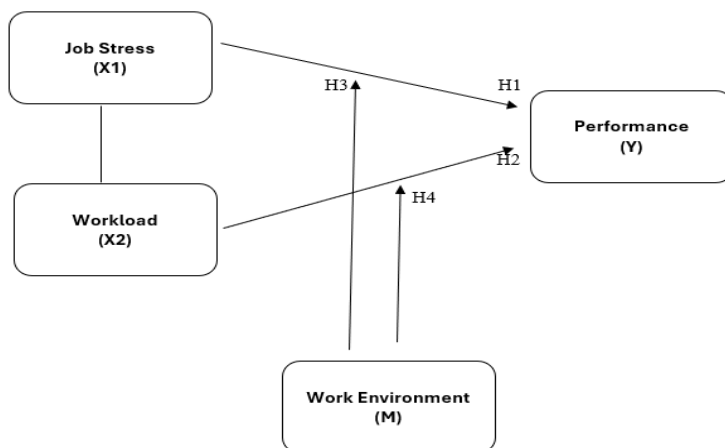 Job Stress
(X1)
H3
H1
Performance
(Y)
H2
Workload
(X2)
H4
Work Environment
(M)